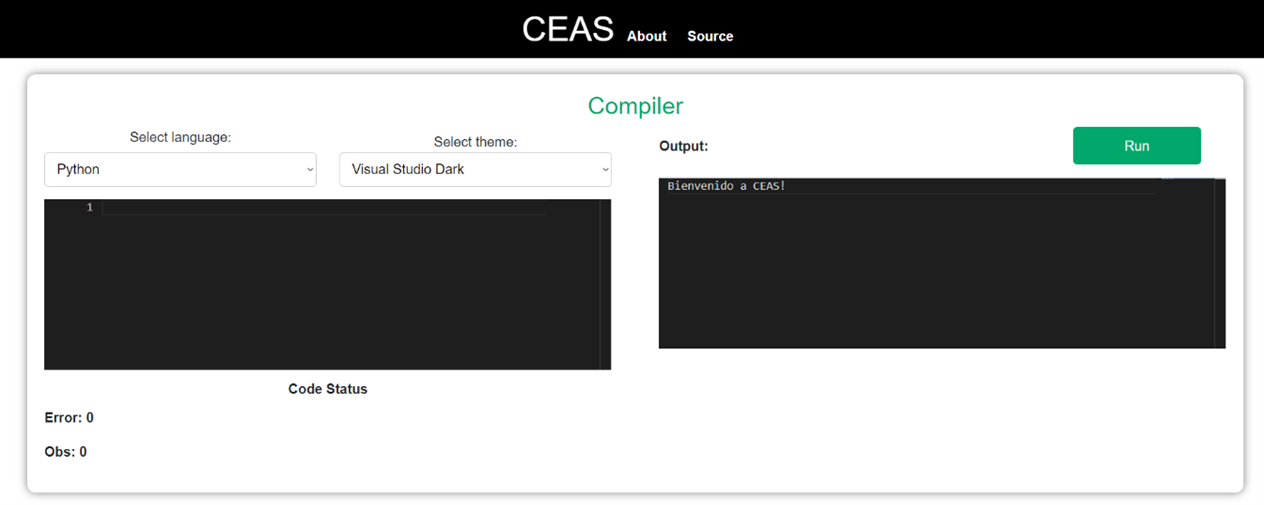 CEAS About Source
Compiler
Select language:
Python
Select theme:
Visual Studio Dark
1
Code Status
Error: 0
Obs: 0
Output:
Run
Bienvenido a CEAS!